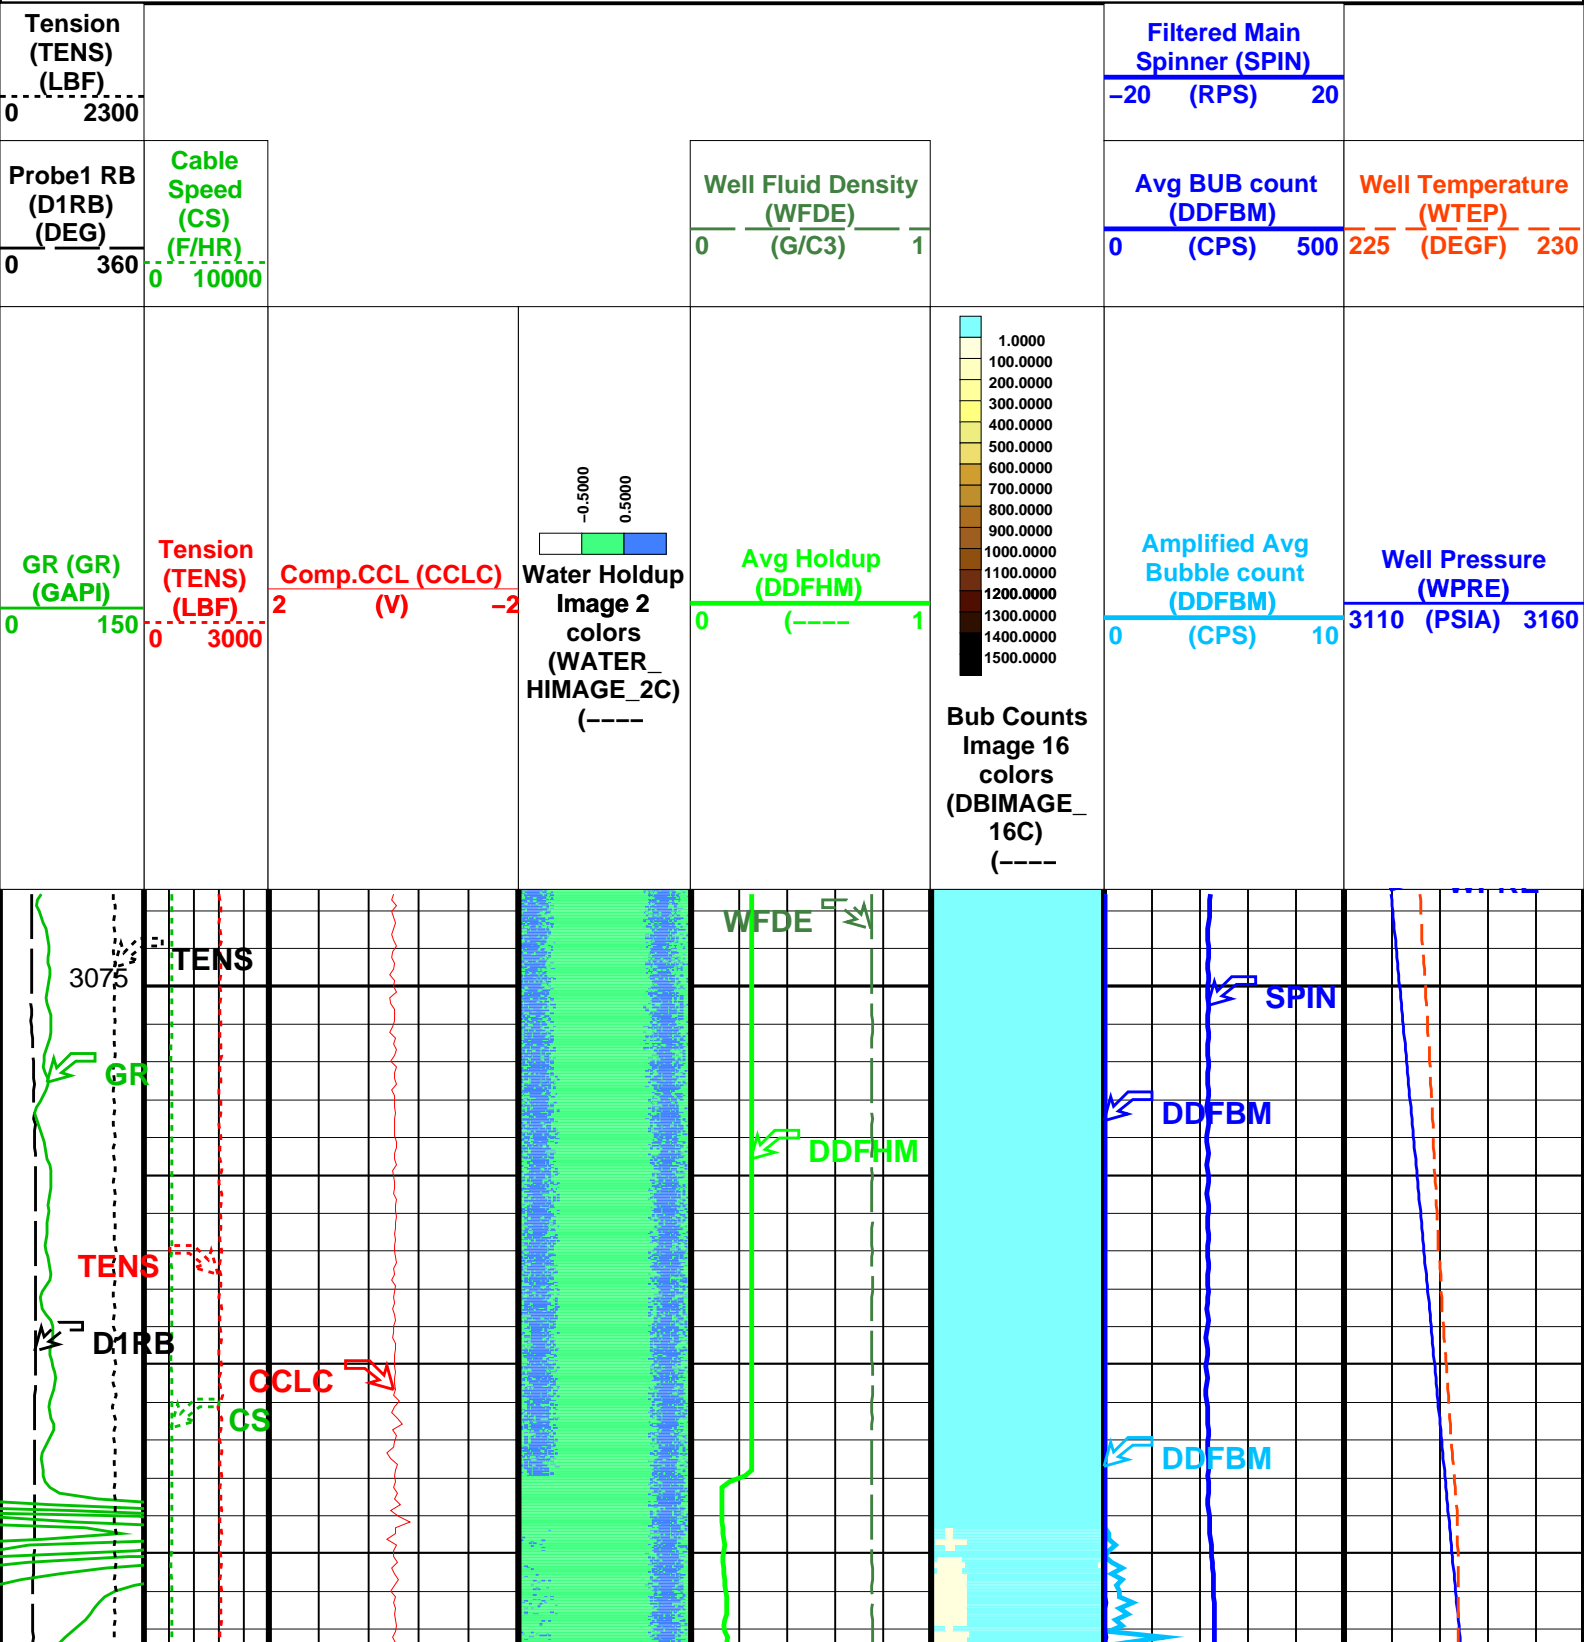 Tension
(TENS)
(LBF)
0 2300
Filtered Main
Spinner (SPIN)
−20 (RPS) 20
Probe1 RB
(D1RB)
(DEG)
0 360
Cable
Speed
(CS)
(F/HR)
0 10000
Well Fluid Density
(WFDE)
0 (G/C3) 1
Avg BUB count
(DDFBM)
0 (CPS) 500
Well Temperature
(WTEP)
225 (DEGF) 230
GR (GR)
(GAPI)
0 150
Tension
(TENS)
(LBF)
0 3000
Comp.CCL (CCLC)
2 (V) −2
−0.5000
0.5000
Water Holdup
Image 2
colors
(WATER_
HIMAGE_2C)
(−−−−
Avg Holdup
(DDFHM)
0 (−−−− 1
1.0000
100.0000
200.0000
300.0000
400.0000
500.0000
600.0000
700.0000
800.0000
900.0000
1000.0000
1100.0000
1200.0000
1300.0000
1400.0000
1500.0000
Bub Counts
Image 16
colors
(DBIMAGE_
16C)
(−−−−
Amplified Avg
Bubble count
(DDFBM)
0 (CPS) 10
Well Pressure
(WPRE)
3110 (PSIA) 3160
WPRE
WFDE
TENS
3075
SPIN
GR
DDFBM
DDFHM
TENS
D1RB
CCLC
CS
DDFBM